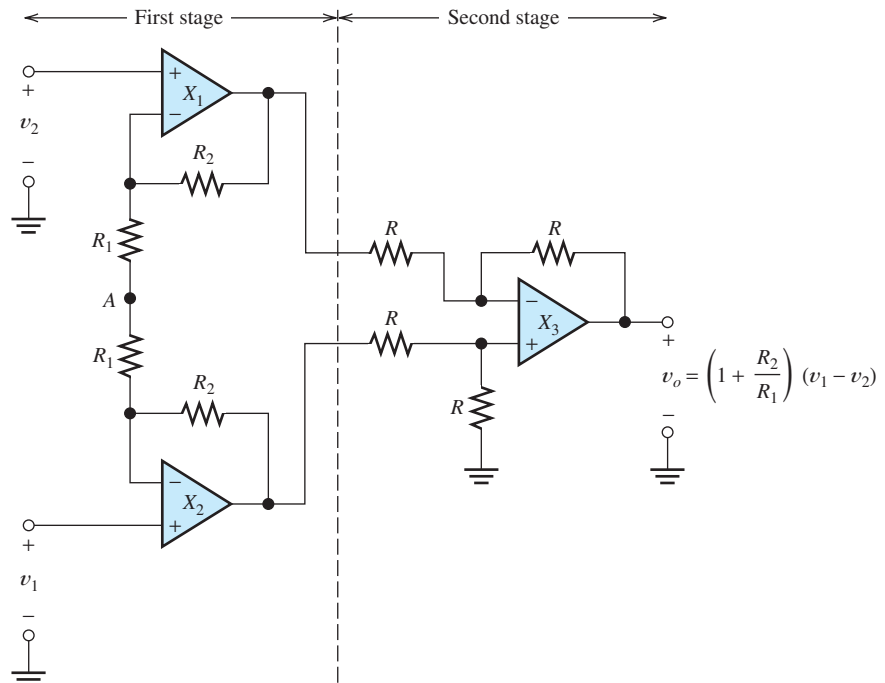 First stage
Second stage
+
X1
−
+
v2
−
R2
R1
A
R1
R2
−
X2
+
+
v1
−
R
R
−
X3
+
R
R
+
vo = (1 + R2/R1) (v1 − v2)
−